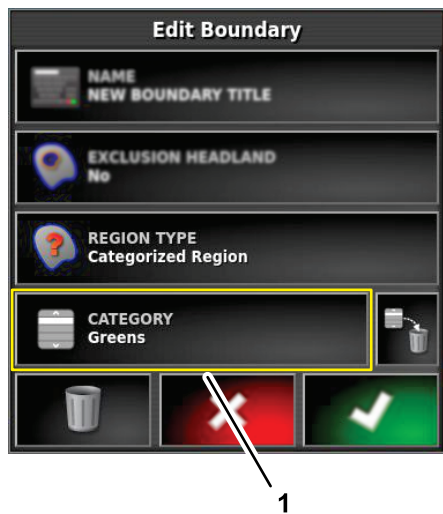 Edit Boundary
NAME
NEW BOUNDARY TITLE
EXCLUSION HEADLAND
No
REGION TYPE
Categorized Region
CATEGORY
Greens
1